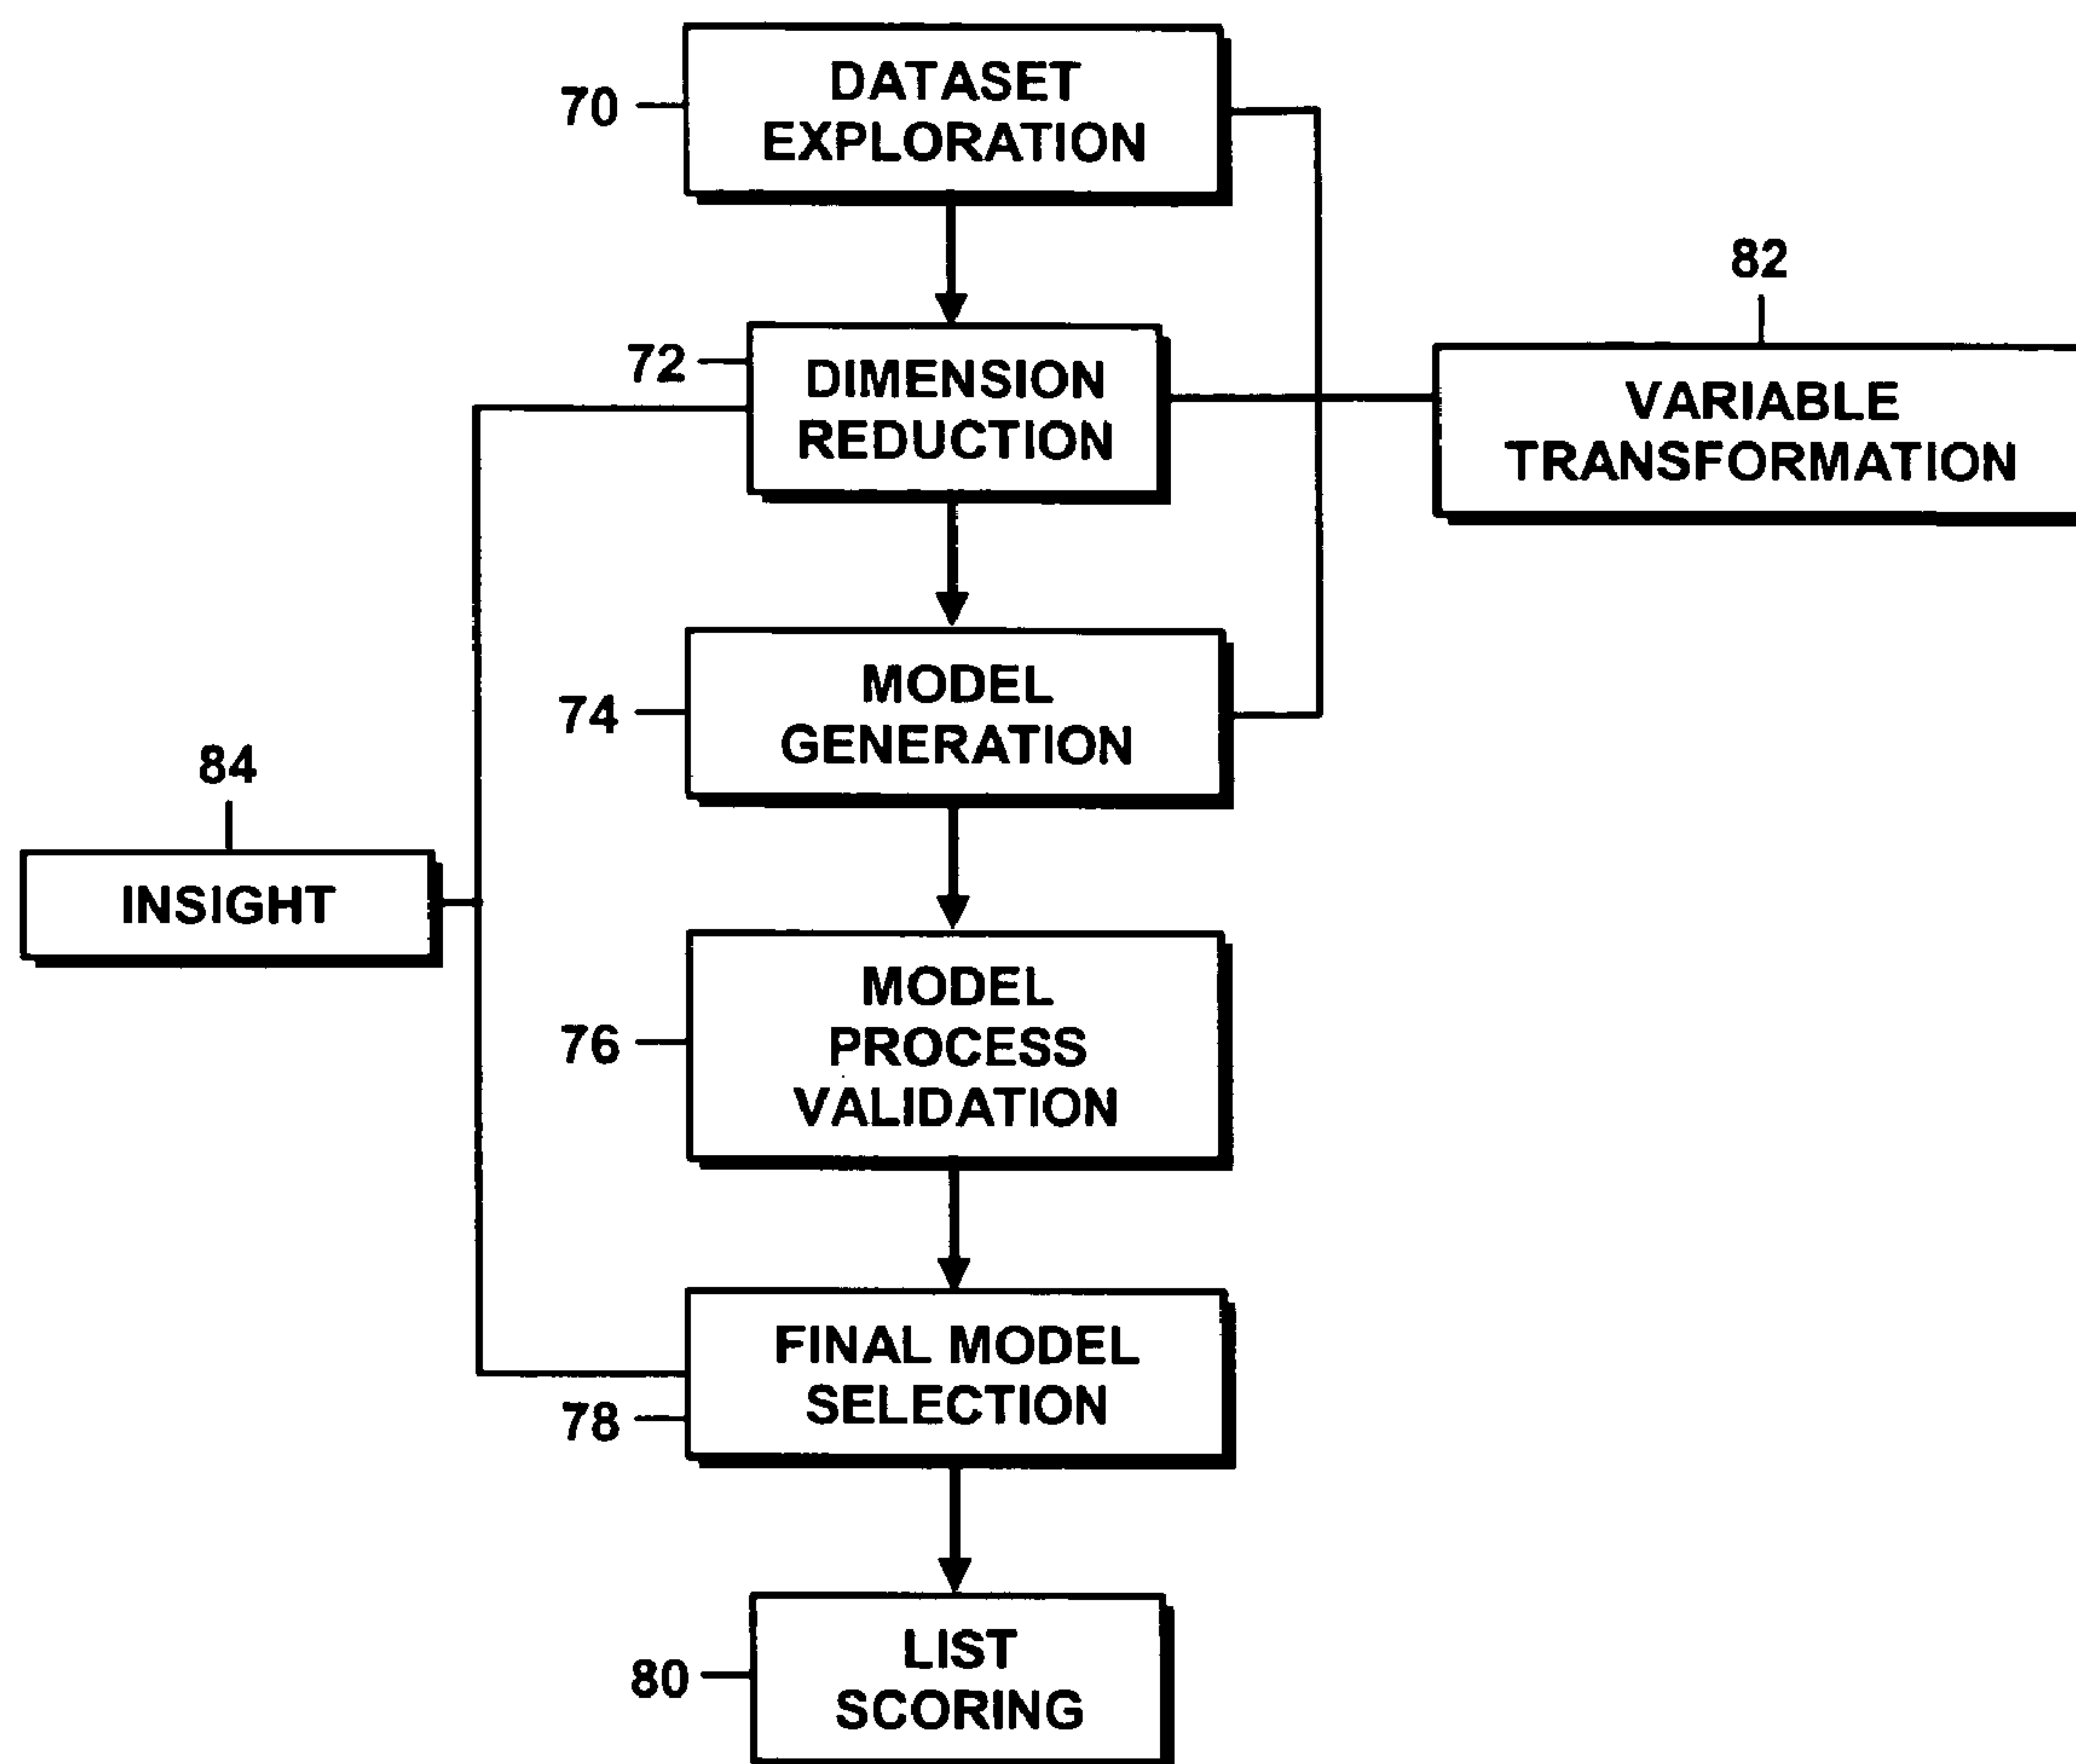 70
DATASET
EXPLORATION
82
72
DIMENSION
REDUCTION
VARIABLE
TRANSFORMATION
74
MODEL
GENERATION
84
INSIGHT
76
MODEL
PROCESS
VALIDATION
FINAL MODEL
SELECTION
78
80
LIST
SCORING